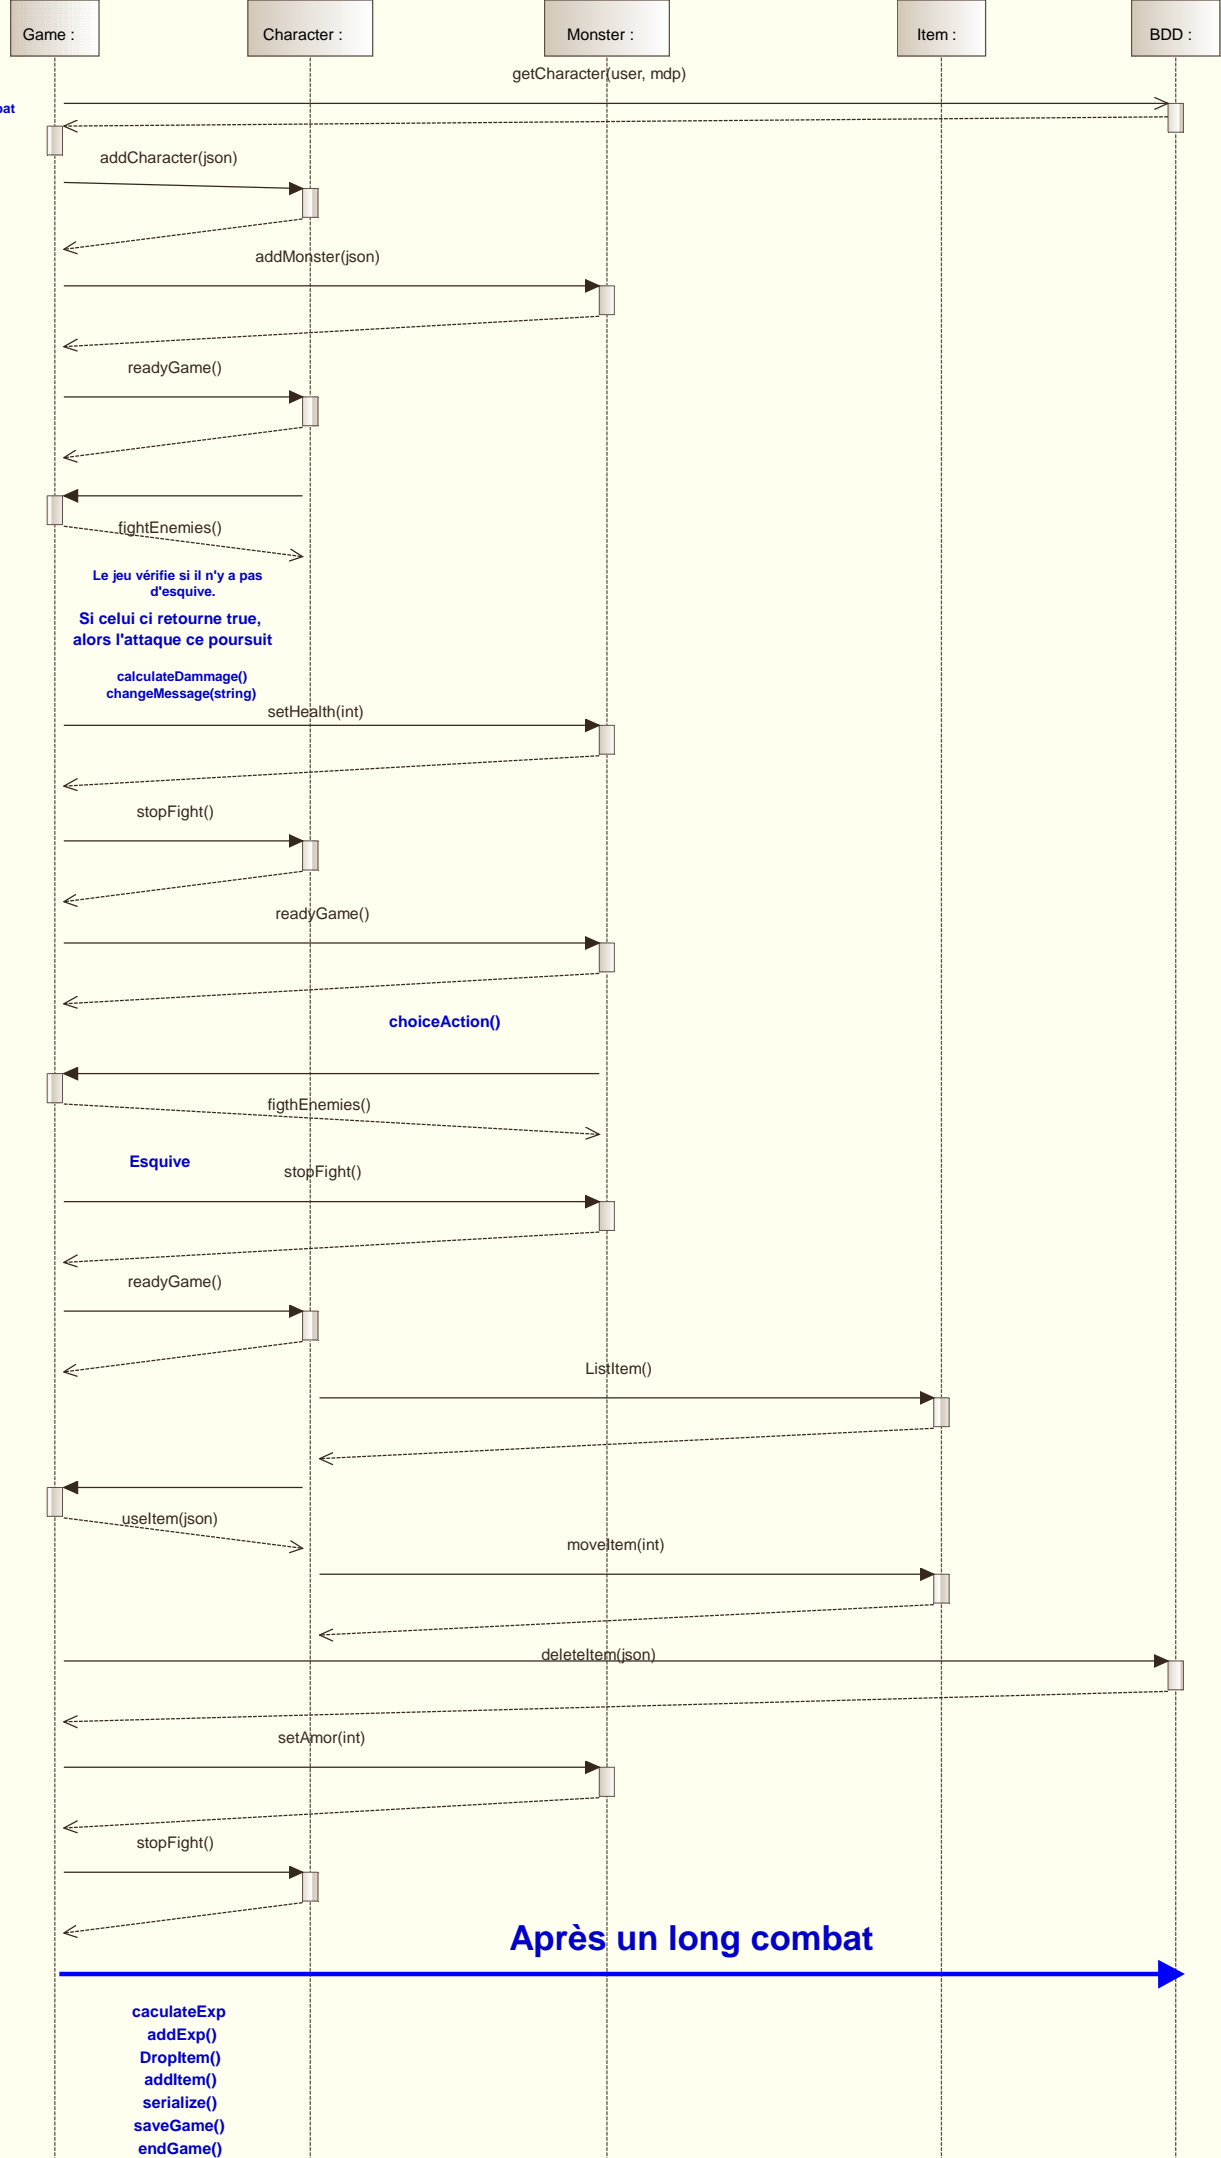 Game :
Character :
Monster :
Item :
BDD :
getCharacter(user, mdp)
addCharacter(json)
addMonster(json)
readyGame()
fightEnemies()
Le jeu vérifie si il n'y a pas
d'esquive.
Si celui ci retourne true,
alors l'attaque ce poursuit
calculateDammage()
changeMessage(string)
setHealth(int)
stopFight()
readyGame()
choiceAction()
figthEnemies()
Esquive
stopFight()
readyGame()
ListItem()
useItem(json)
moveItem(int)
deleteItem(json)
setAmor(int)
stopFight()
Après un long combat
caculateExp
addExp()
DropItem()
addItem()
serialize()
saveGame()
endGame()